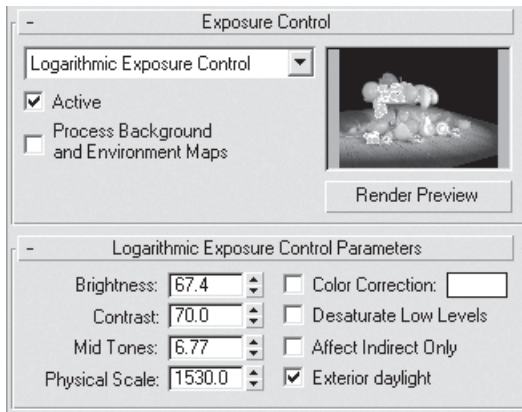 - Exposure Control
Logarithmic Exposure Control
Active
Process Background
and Environment Maps
Render Preview
- Logarithmic Exposure Control Parameters
Brightness: 67.4 Color Correction:
Contrast: 70.0 Desaturate Low Levels
Mid Tones: 6.77 Affect Indirect Only
Physical Scale: 1530.0 Exterior daylight